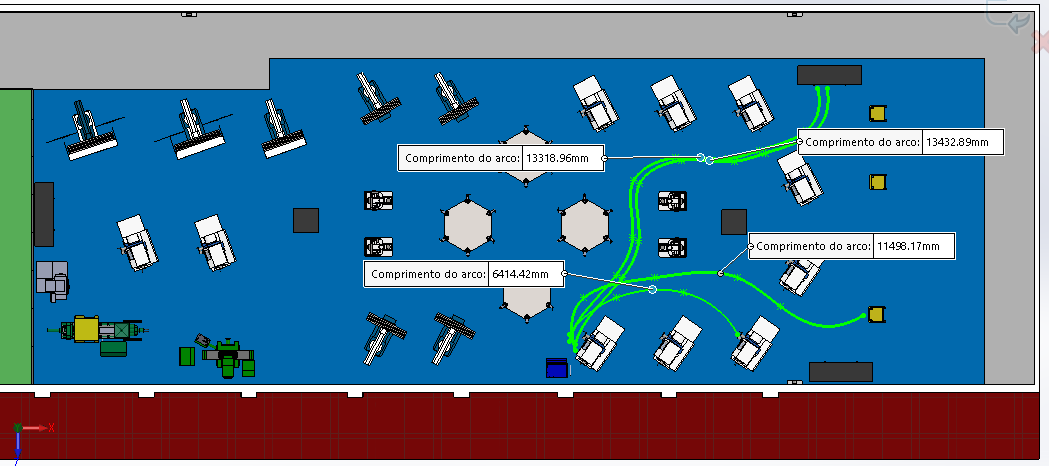 Comprimento do arco: 13432.89mm
Comprimento do arco: 13318.96mm
Comprimento do arco: 11498.17mm
Comprimento do arco: 6414.42mm
Y X
Z